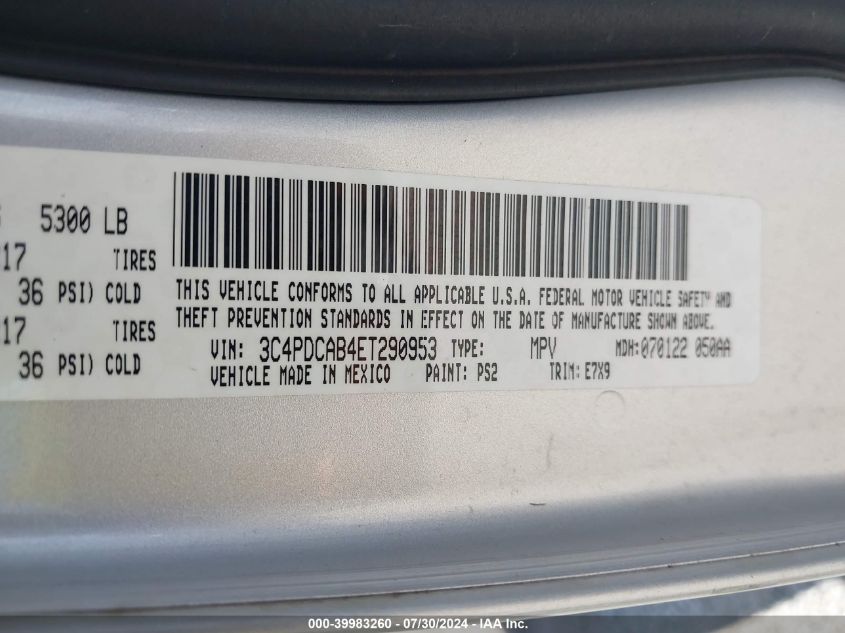 5300 LB
17 TIRES
36 PSI) COLD
17 TIRES
36 PSI) COLD
THIS VEHICLE CONFORMS TO ALL APPLICABLE U.S.A. FEDERAL MOTOR VEHICLE SAFETY AND
THEFT PREVENTION STANDARDS IN EFFECT ON THE DATE OF MANUFACTURE SHOWN ABOVE.
VIN: 3C4PDCAB4ET290953 TYPE: MPV MDH:070122 050AA
VEHICLE MADE IN MEXICO PAINT: PS2 TRIM: E7X9
000-39983260 - 07/30/2024 - IAA Inc.